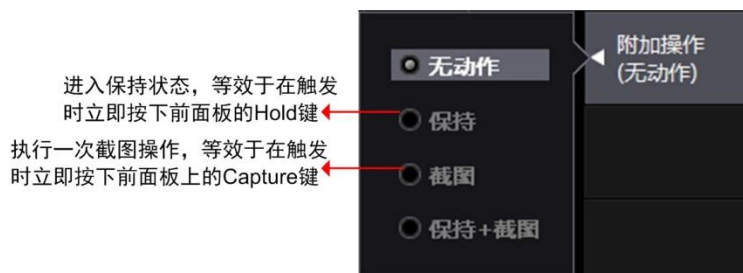 进入保持状态，等效于在触发
时立即按下前面板的Hold键
执行一次截图操作，等效于在触发
时立即按下前面板上的Capture键
无动作
保持
截图
保持+截图
附加操作
(无动作)